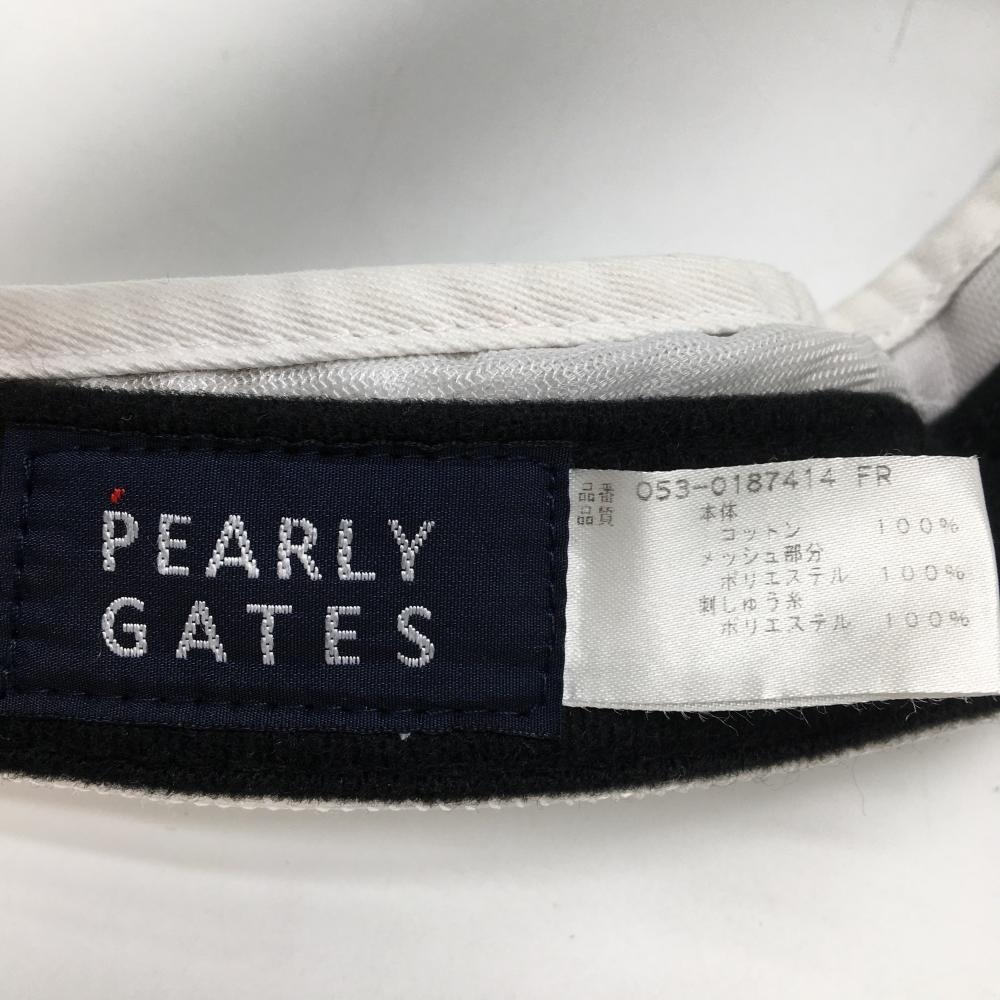 PEARLY
GATES
品番 053-0187414 FR
品質
本体
コットン 100%
メッシュ部分
ポリエステル 100%
刺しゅう糸
ポリエステル 100%